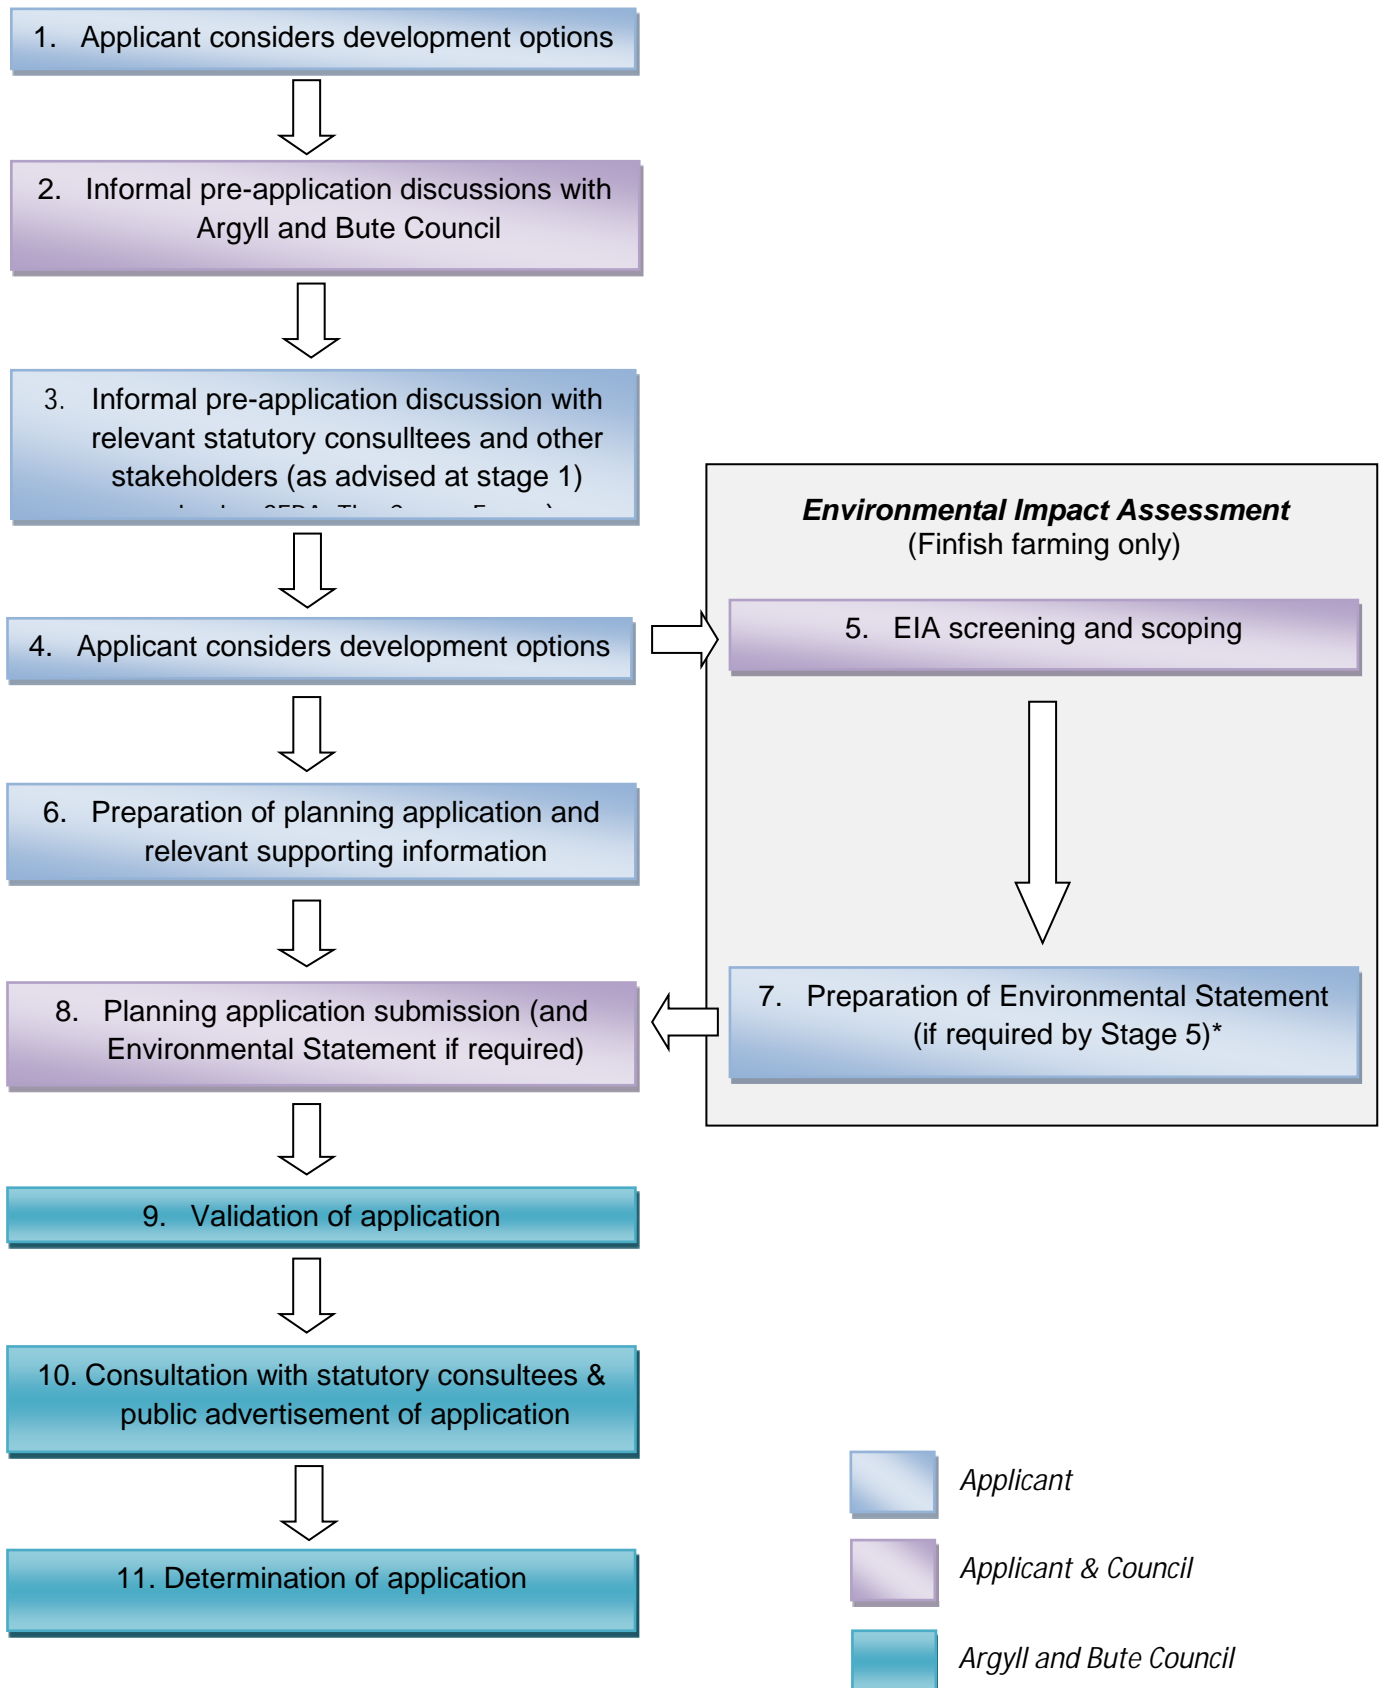 1. Applicant considers development options
2. Informal pre-application discussions with
Argyll and Bute Council
3. Informal pre-application discussion with
relevant statutory consulltees and other
stakeholders (as advised at stage 1)
4. Applicant considers development options
Environmental Impact Assessment
(Finfish farming only)
5. EIA screening and scoping
6. Preparation of planning application and
relevant supporting information
7. Preparation of Environmental Statement
(if required by Stage 5)*
8. Planning application submission (and
Environmental Statement if required)
9. Validation of application
10. Consultation with statutory consultees &
public advertisement of application
11. Determination of application
Applicant
Applicant & Council
Argyll and Bute Council